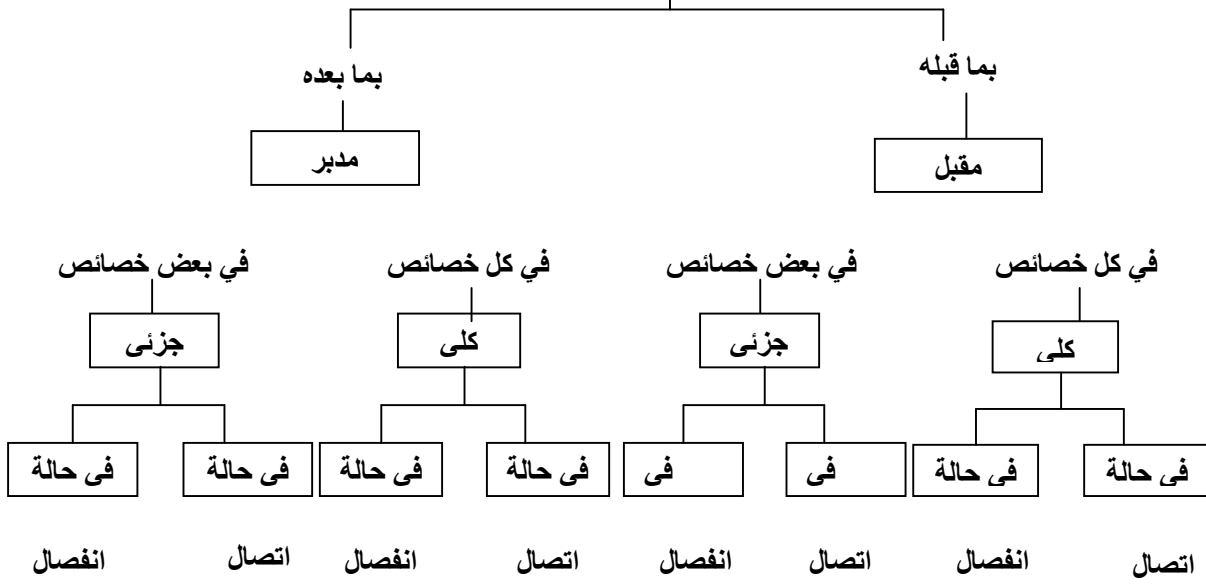 بما قبله
بما بعده
مقبل
مدبر
في كل خصائص
في بعض خصائص
في كل خصائص
في بعض خصائص
كلى
جزئى
كلى
جزئى
فى حالة
فى حالة
فى
فى
فى حالة
فى حالة
فى حالة
فى حالة
اتصال
انفصال
اتصال
انفصال
اتصال
انفصال
اتصال
انفصال